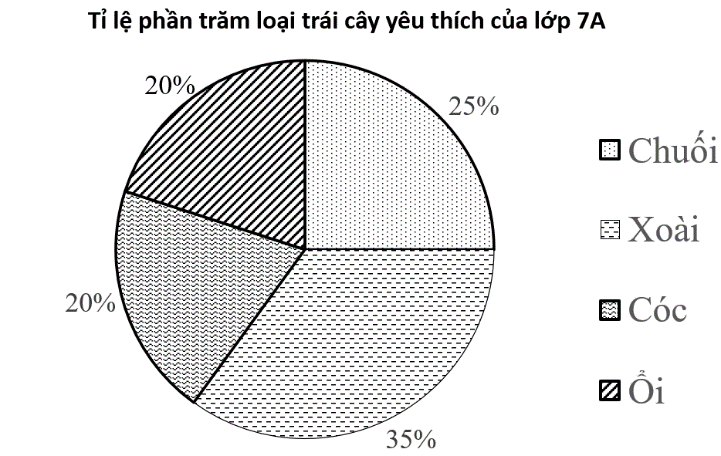 Tỉ lệ phần trăm loại trái cây yêu thích của lớp 7A
20%
25%
20%
35%
Chuối
Xoài
Cóc
Ổi